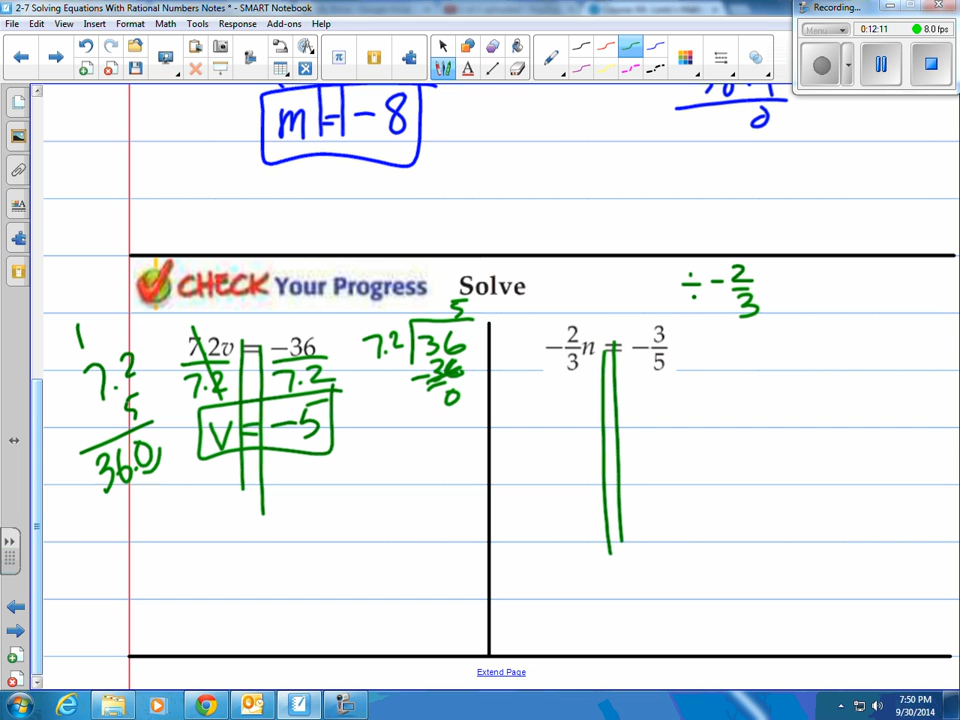 2-7 Solving Equations With Rational Numbers Notes * - SMART Notebook
Recording...
File Edit View Insert Format Math Tools Response Add-ons Help
Menu 0:12:11 8.0 fps
m = -8
CHECK Your Progress Solve
÷ - 2/3
7.2v = -36
7.2 7.2
v = -5
1
7.2
5
36.0
5
7.2 36
-36
0
-2/3 n = -3/5
Extend Page
7:50 PM
9/30/2014